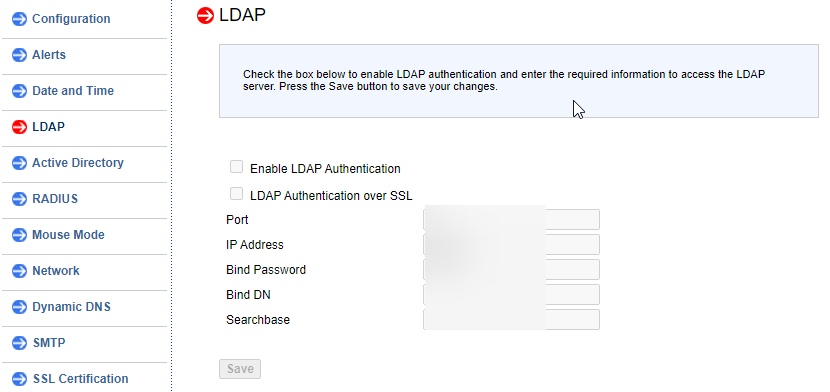 Configuration
Alerts
Date and Time
LDAP
Active Directory
RADIUS
Mouse Mode
Network
Dynamic DNS
SMTP
SSL Certification
LDAP
Check the box below to enable LDAP authentication and enter the required information to access the LDAP
server. Press the Save button to save your changes.
Enable LDAP Authentication
LDAP Authentication over SSL
Port
IP Address
Bind Password
Bind DN
Searchbase
Save